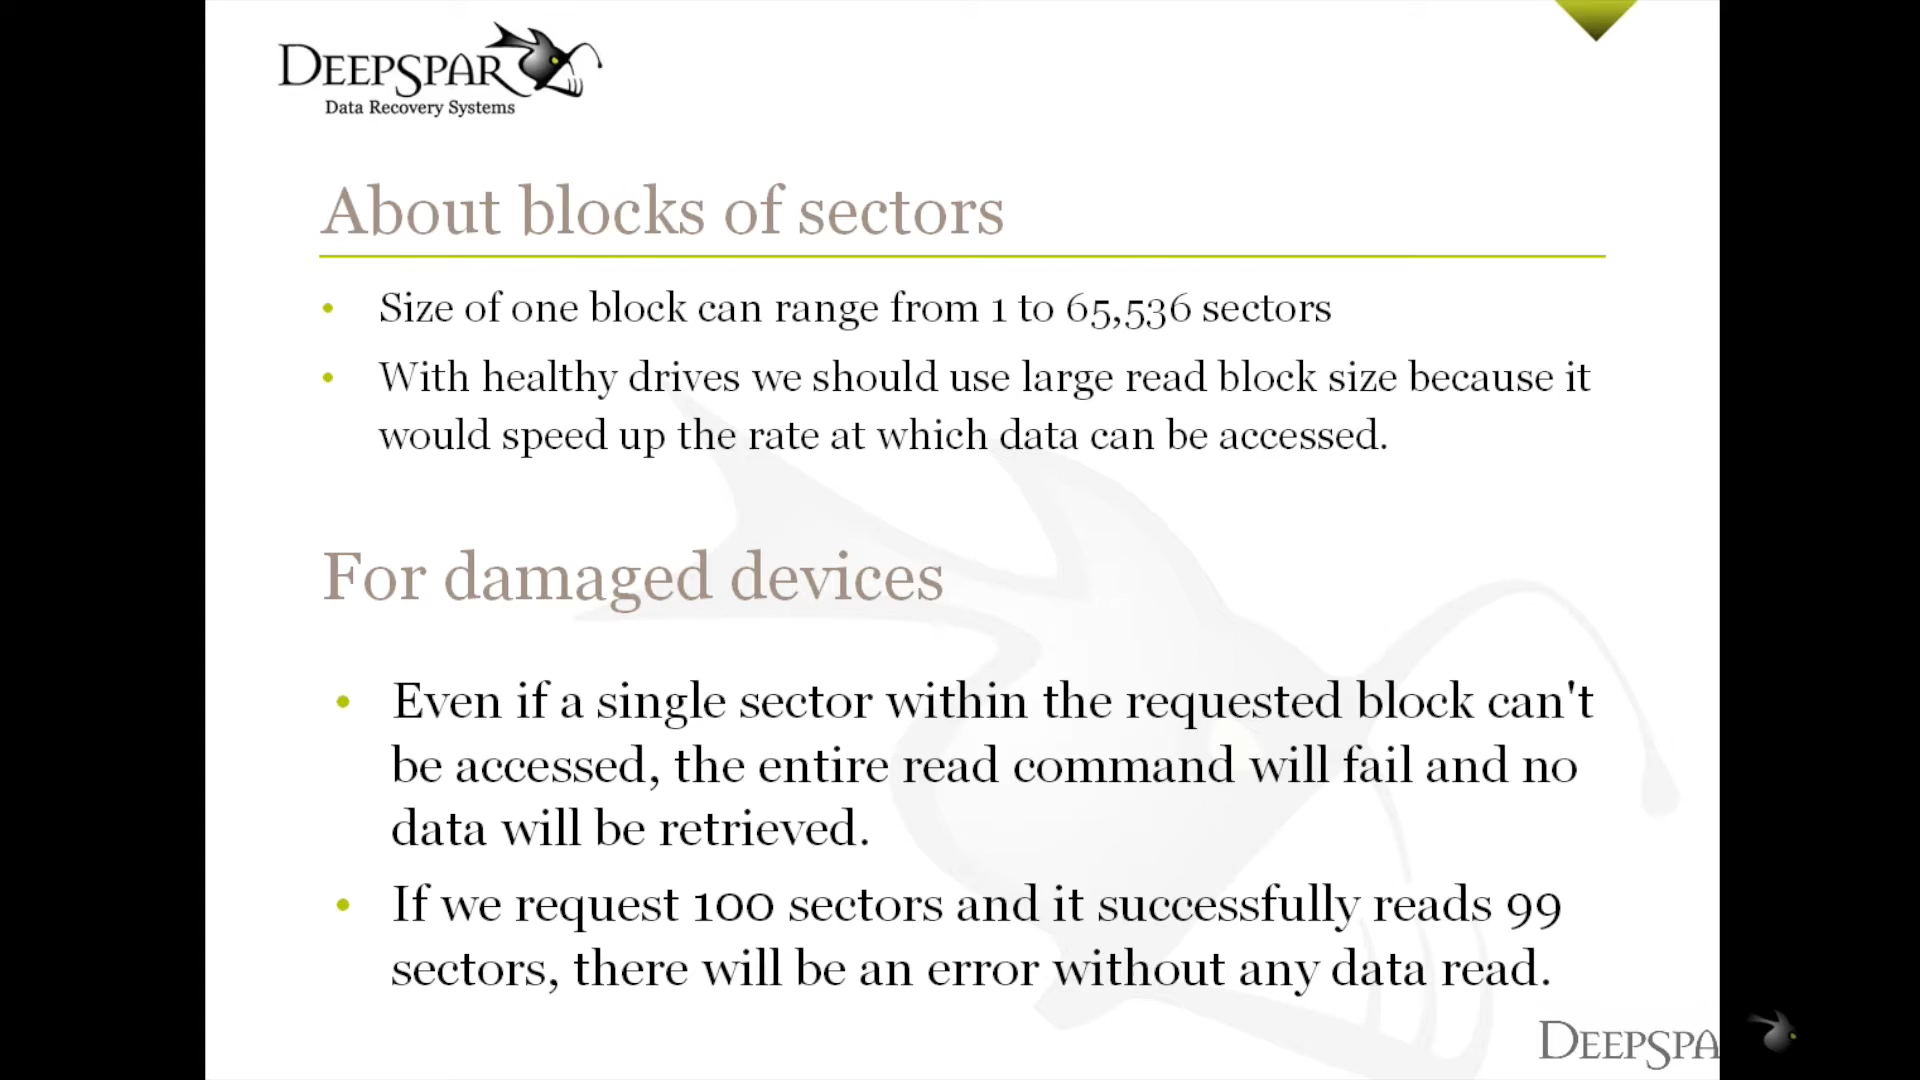 DEEPSPAR
Data Recovery Systems
About blocks of sectors
• Size of one block can range from 1 to 65,536 sectors
• With healthy drives we should use large read block size because it
would speed up the rate at which data can be accessed.
For damaged devices
• Even if a single sector within the requested block can't
be accessed, the entire read command will fail and no
data will be retrieved.
• If we request 100 sectors and it successfully reads 99
sectors, there will be an error without any data read.
DEEPSPA